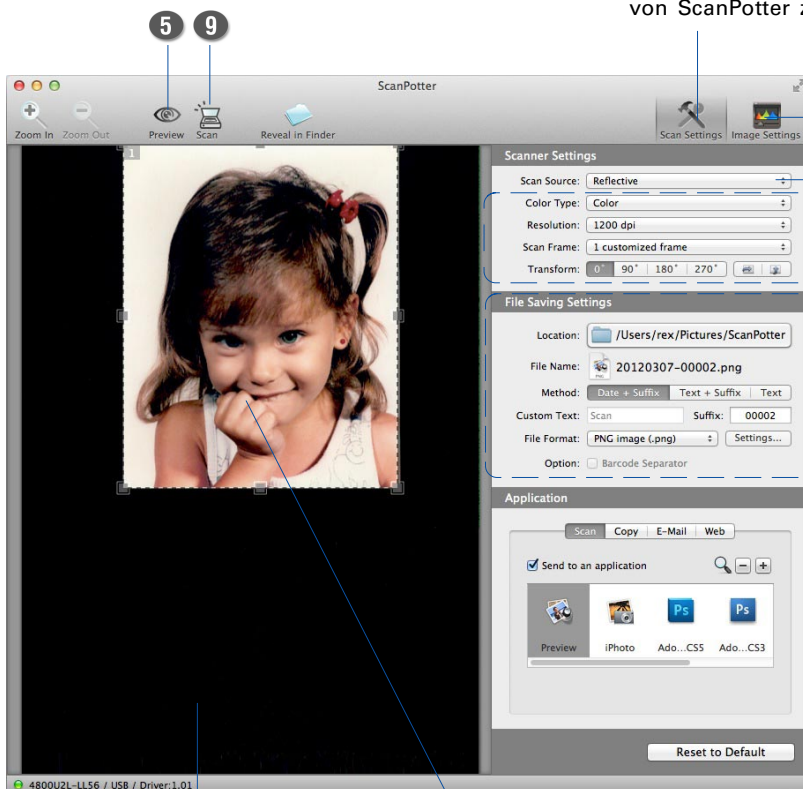 von ScanPotter z
5 9
ScanPotter
Zoom In Zoom Out Preview Scan Reveal in Finder Scan Settings Image Settings
1
Scanner Settings
Scan Source: Reflective
Color Type: Color
Resolution: 1200 dpi
Scan Frame: 1 customized frame
Transform: 0° 90° 180° 270°
File Saving Settings
Location: /Users/rex/Pictures/ScanPotter
File Name: 20120307-00002.png
Method: Date + Suffix Text + Suffix Text
Custom Text: Scan Suffix: 00002
File Format: PNG image (.png) Settings...
Option: Barcode Separator
Application
Scan Copy E-Mail Web
Send to an application
Ps Ps
Preview iPhoto Ado...CS5 Ado...CS3
Reset to Default
4800U2L-LL56 / USB / Driver:1.01